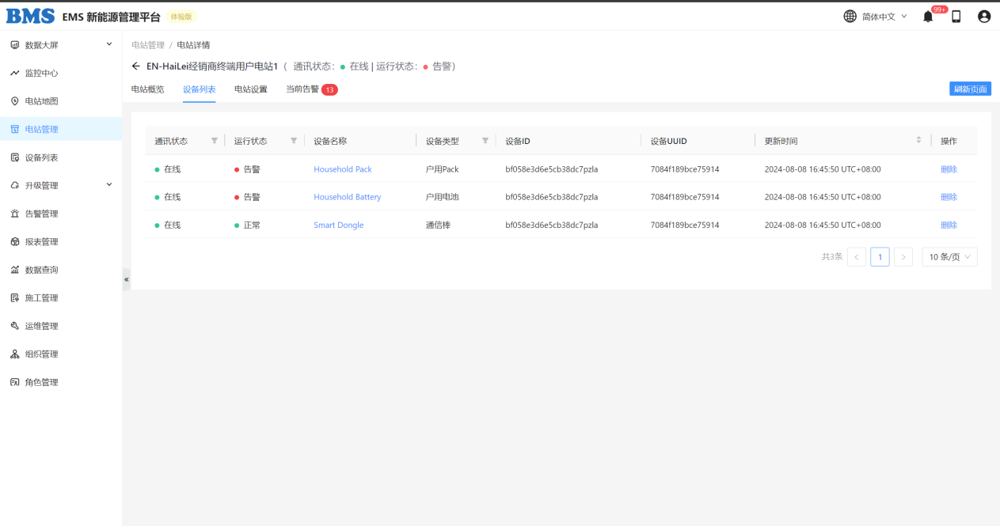 BMS EMS 新能源管理平台 体验版
简体中文 99+
数据大屏
监控中心
电站地图
电站管理
设备列表
升级管理
告警管理
报表管理
数据查询
施工管理
运维管理
组织管理
角色管理
电站管理 / 电站详情
← EN-HaiLei经销商终端用户电站1 ( 通讯状态: 在线 | 运行状态: 告警)
电站概览 设备列表 电站设置 当前告警 13 刷新页面
通讯状态 运行状态 设备名称 设备类型 设备ID 设备UUID 更新时间 操作
在线 告警 Household Pack 户用Pack bf058e3d6e5cb38dc7pzla 7084f189bce75914 2024-08-08 16:45:50 UTC+08:00 删除
在线 告警 Household Battery 户用电池 bf058e3d6e5cb38dc7pzla 7084f189bce75914 2024-08-08 16:45:50 UTC+08:00 删除
在线 正常 Smart Dongle 通信棒 bf058e3d6e5cb38dc7pzla 7084f189bce75914 2024-08-08 16:45:50 UTC+08:00 删除
共3条 < 1 > 10 条/页
«